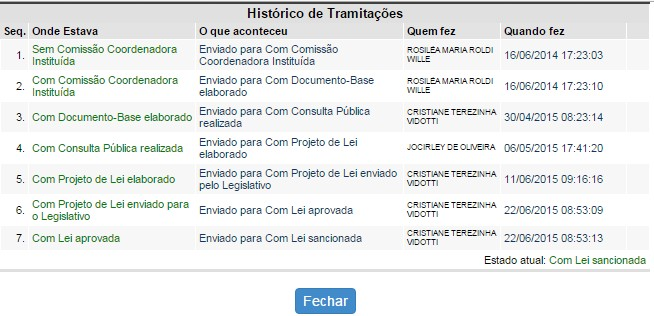 Histórico de Tramitações
Seq. Onde Estava O que aconteceu Quem fez Quando fez
1. Sem Comissão Coordenadora Instituída Enviado para Com Comissão Coordenadora Instituída ROSILÉA MARIA ROLDI WILLE 16/06/2014 17:23:03
2. Com Comissão Coordenadora Instituída Enviado para Com Documento-Base elaborado ROSILÉA MARIA ROLDI WILLE 16/06/2014 17:23:10
3. Com Documento-Base elaborado Enviado para Com Consulta Pública realizada CRISTIANE TEREZINHA VIDOTTI 30/04/2015 08:23:14
4. Com Consulta Pública realizada Enviado para Com Projeto de Lei elaborado JOCIRLEY DE OLIVEIRA 06/05/2015 17:41:20
5. Com Projeto de Lei elaborado Enviado para Com Projeto de Lei enviado pelo Legislativo CRISTIANE TEREZINHA VIDOTTI 11/06/2015 09:16:16
6. Com Projeto de Lei enviado para o Legislativo Enviado para Com Lei aprovada CRISTIANE TEREZINHA VIDOTTI 22/06/2015 08:53:09
7. Com Lei aprovada Enviado para Com Lei sancionada CRISTIANE TEREZINHA VIDOTTI 22/06/2015 08:53:13
Estado atual: Com Lei sancionada
Fechar